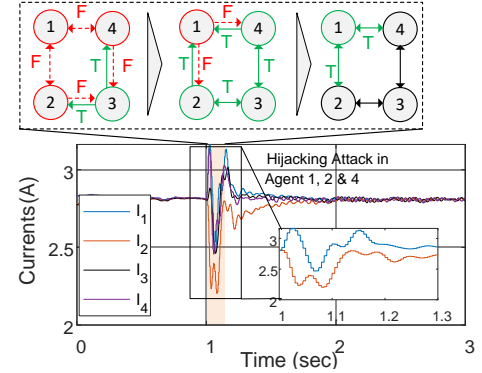 1 F 4
F T F
2 F T 3
1 F T 4
T F T
2 T 3
1 T 4
T
2 3
Hijacking Attack in
Agent 1, 2 & 4
Currents(A)
3
2.5
2
I1
I2
I3
I4
3
2.5
2
1 1.1 1.2 1.3
0 1 2 3
Time (sec)